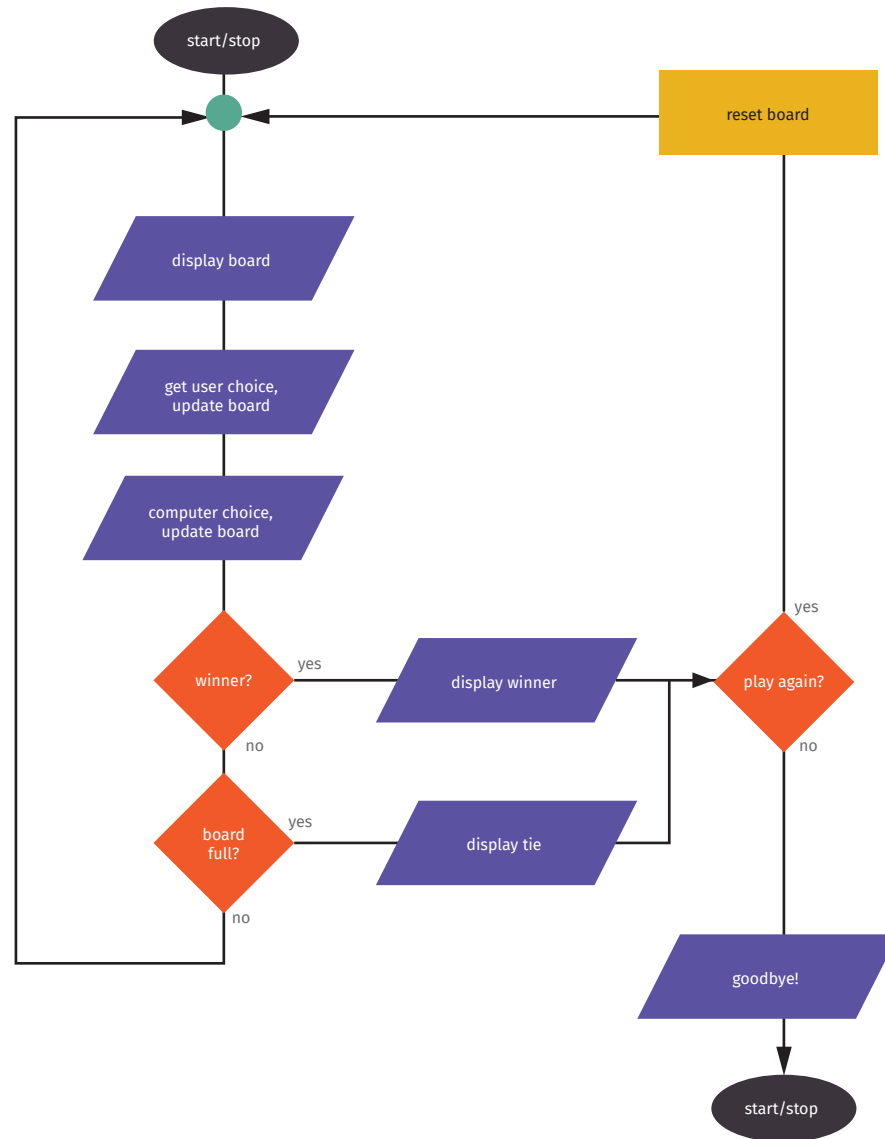 start/stop
reset board
display board
get user choice,
update board
computer choice,
update board
winner?
yes
no
display winner
play again?
yes
no
board
full?
yes
no
display tie
goodbye!
start/stop